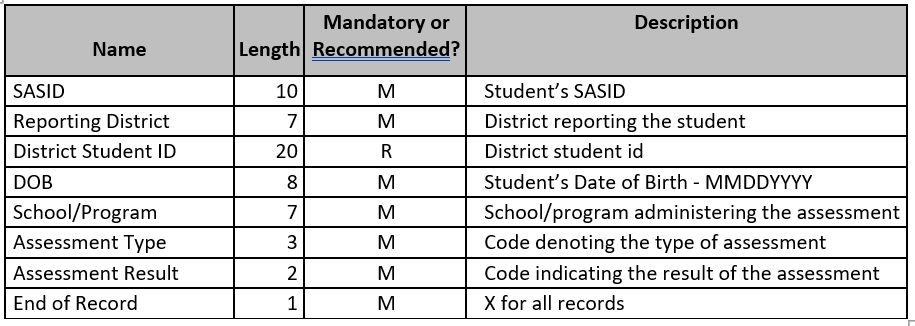 Name Length Mandatory or Recommended? Description
SASID 10 M Student’s SASID
Reporting District 7 M District reporting the student
District Student ID 20 R District student id
DOB 8 M Student’s Date of Birth - MMDDYYYY
School/Program 7 M School/program administering the assessment
Assessment Type 3 M Code denoting the type of assessment
Assessment Result 2 M Code indicating the result of the assessment
End of Record 1 M X for all records